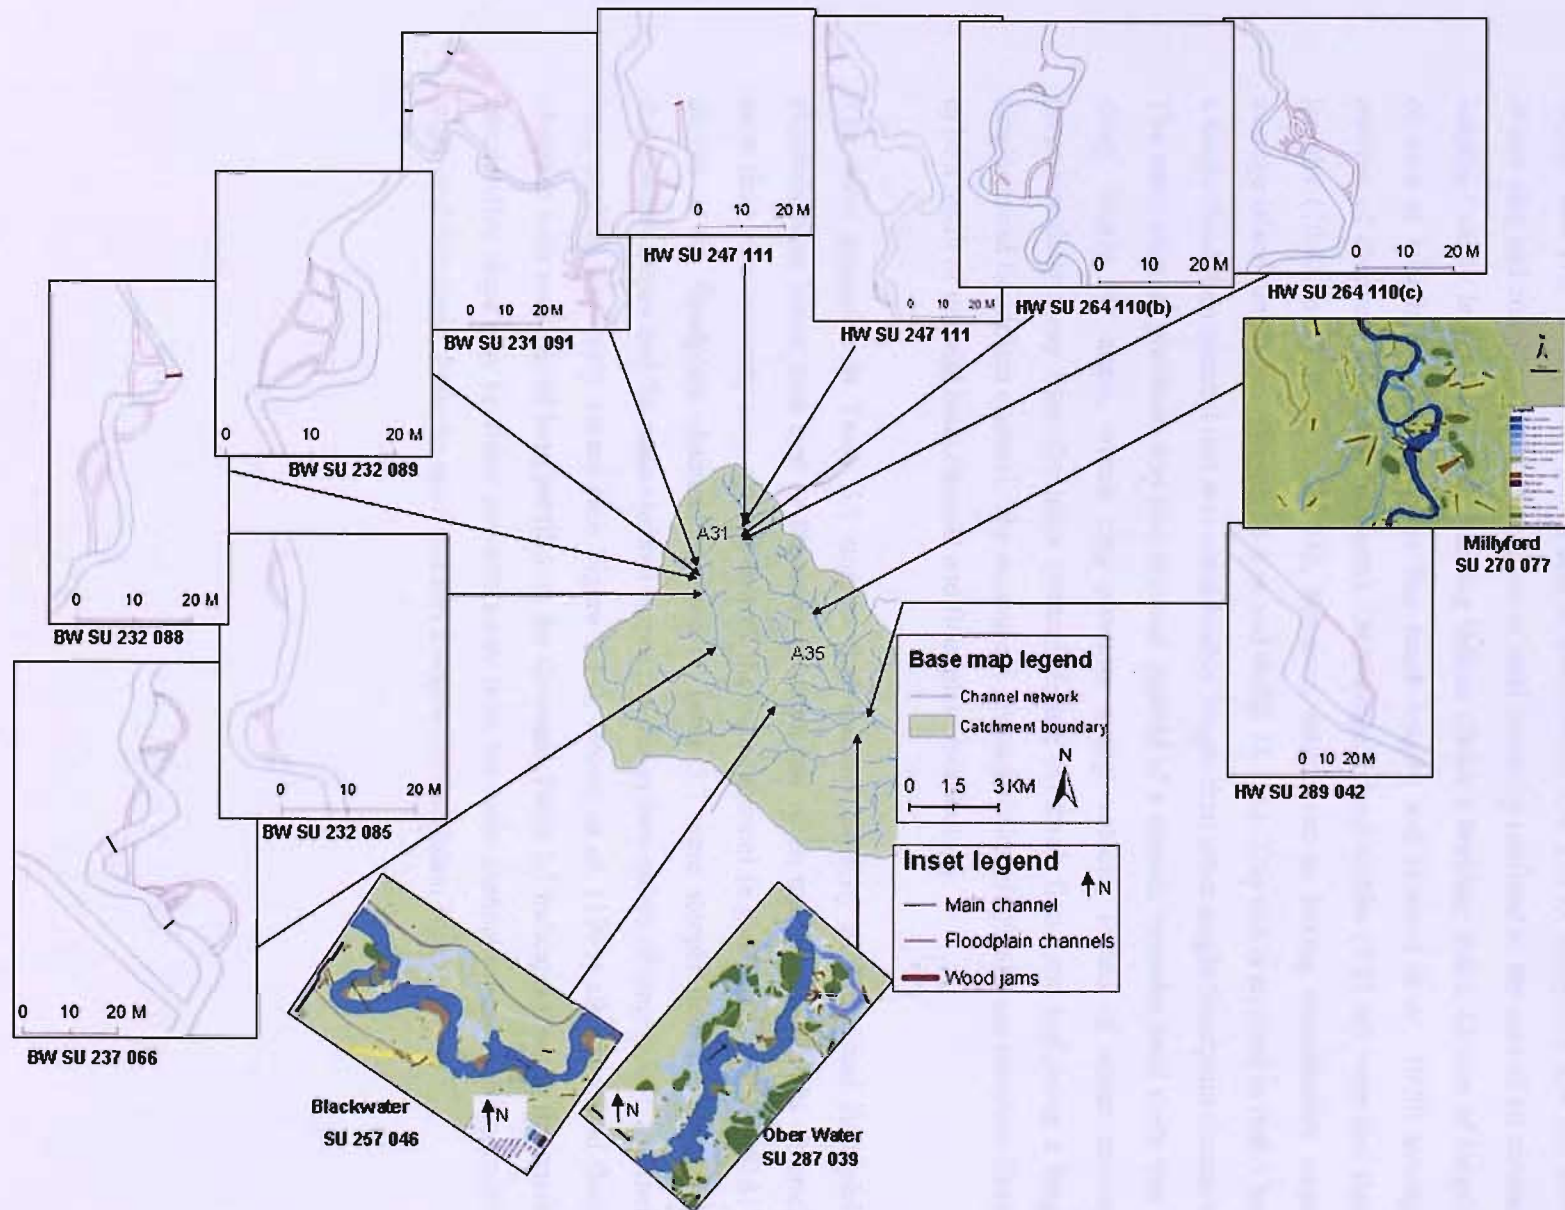 0 10 20 M
HW SU 247 111
0 10 20 M
HW SU 247 111
0 10 20 M
HW SU 264 110(b)
0 10 20 M
HW SU 264 110(c)
0 10 20 M
BW SU 231 091
0 10 20 M
BW SU 232 089
0 10 20 M
BW SU 232 088
0 10 20 M
BW SU 232 085
0 10 20 M
BW SU 237 066
N
Legend
Millyford
SU 270 077
0 10 20 M
HW SU 289 042
A31
A35
Base map legend
Channel network
Catchment boundary
N
0 1.5 3 KM
Inset legend
N
Main channel
Floodplain channels
Wood jams
N
Blackwater
SU 257 046
N
Ober Water
SU 287 039